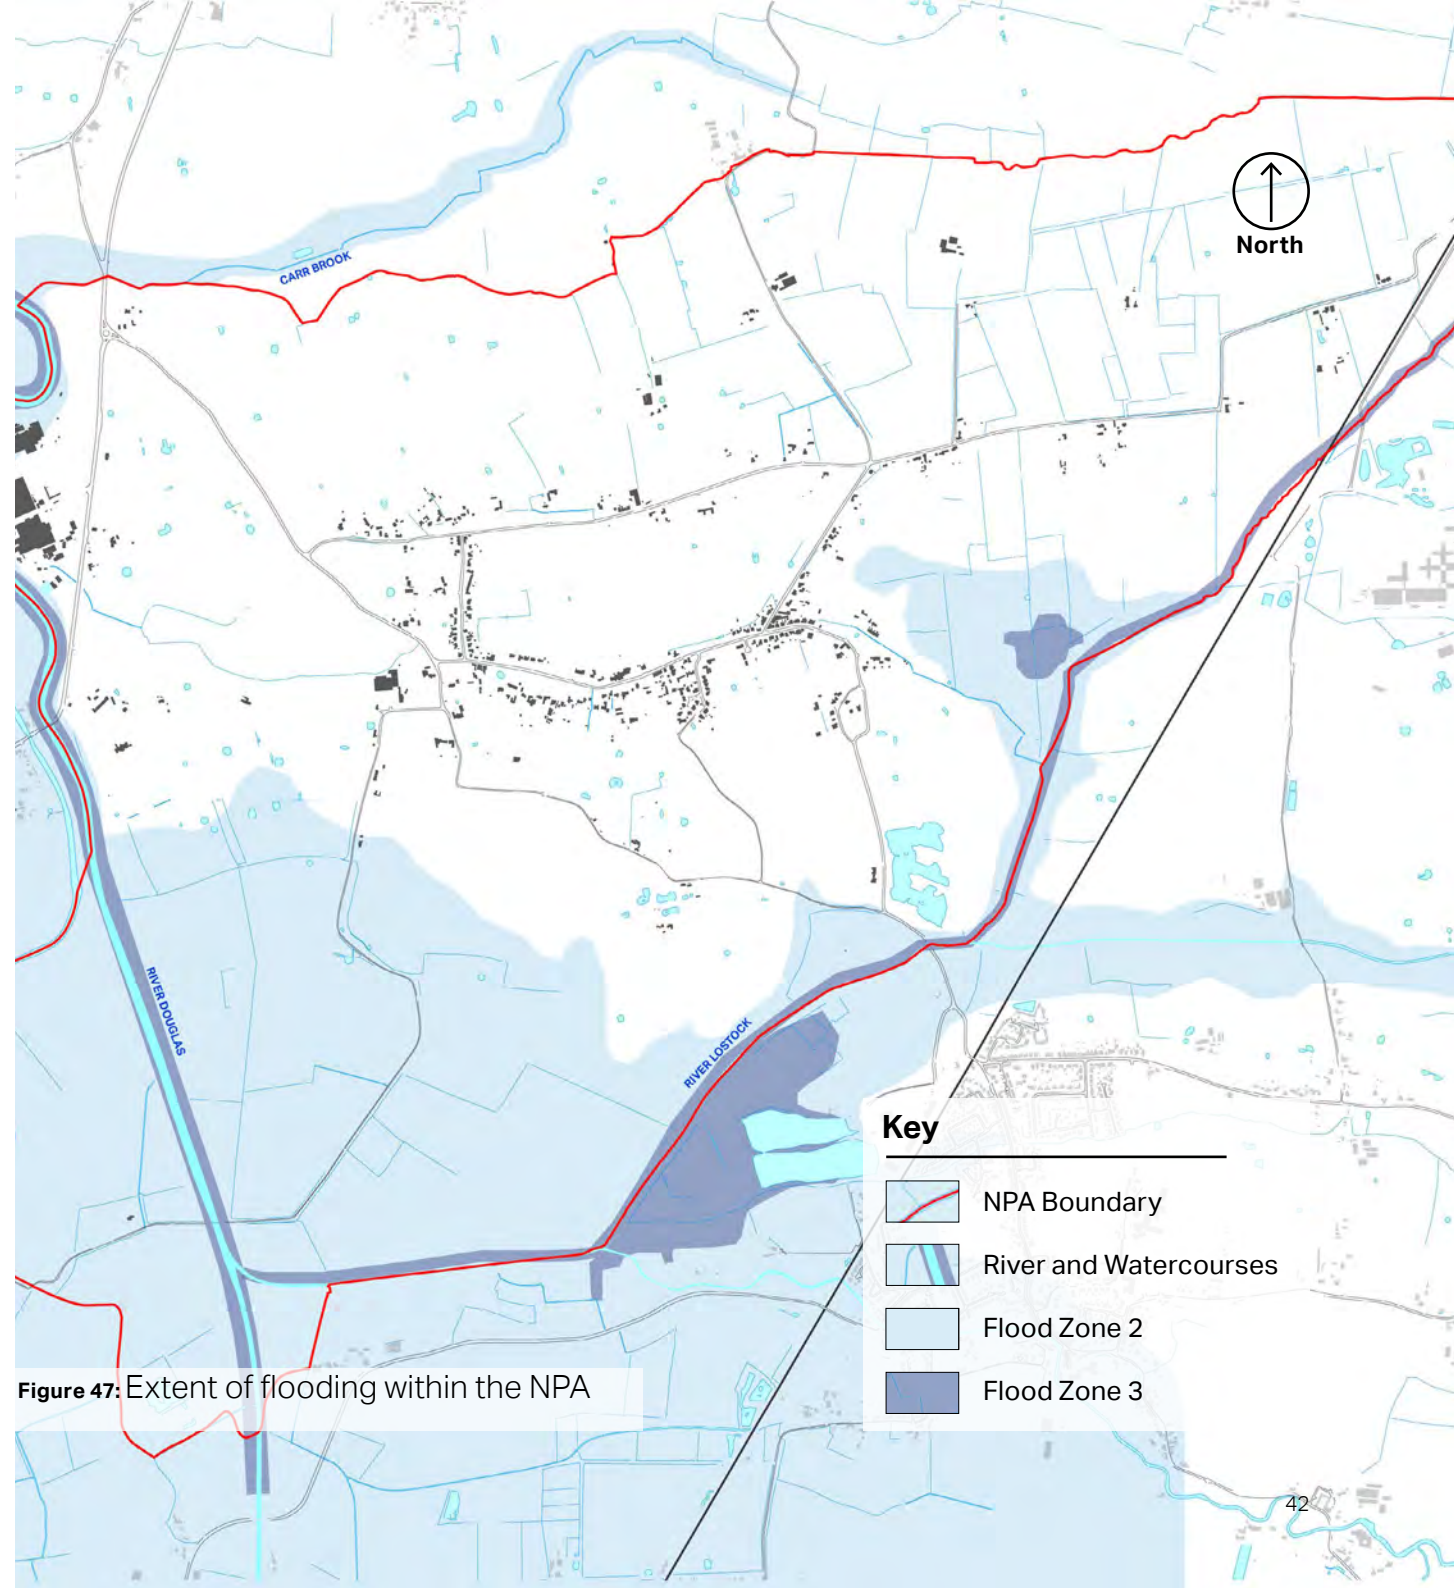 North
CARR BROOK
RIVER DOUGLAS
RIVER LOSTOCK
Key
NPA Boundary
River and Watercourses
Flood Zone 2
Flood Zone 3
Figure 47: Extent of flooding within the NPA
42